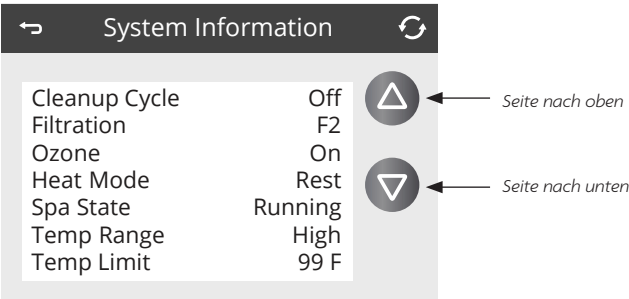 System Information
Cleanup Cycle Off
Filtration F2
Ozone On
Heat Mode Rest
Spa State Running
Temp Range High
Temp Limit 99 F
Seite nach oben
Seite nach unten